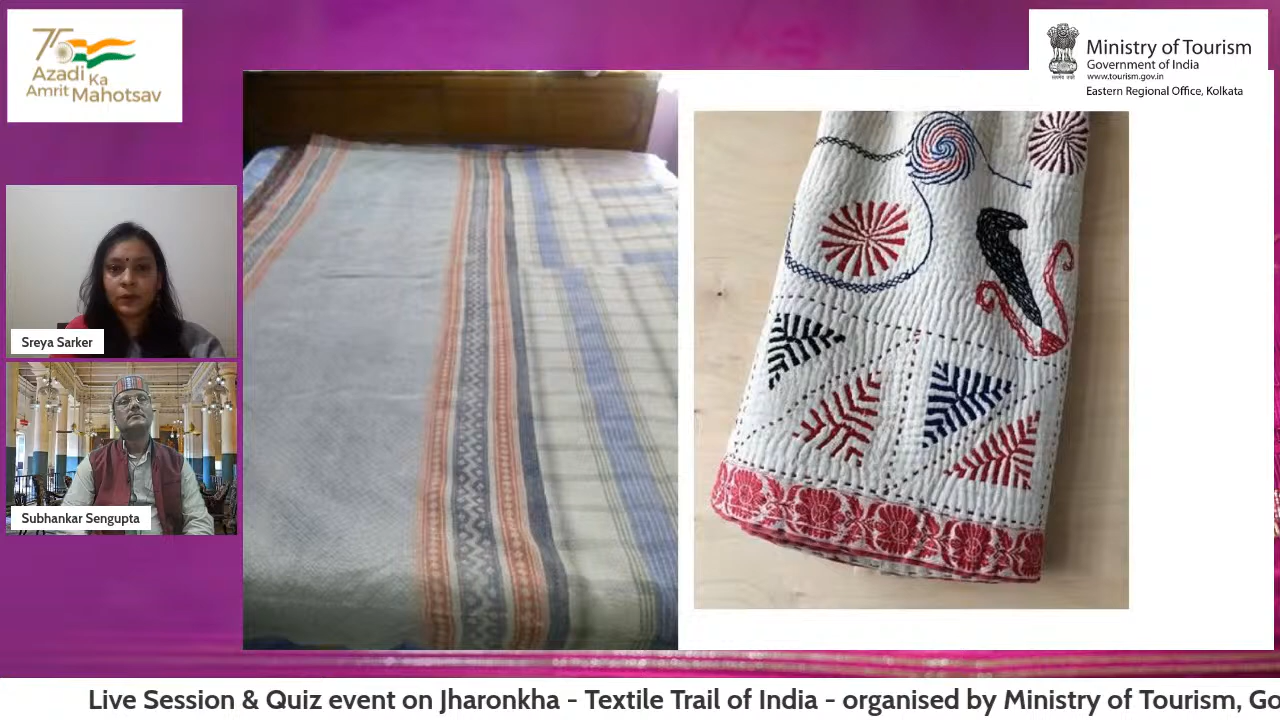 75
Azadi Ka
Amrit Mahotsav
Ministry of Tourism
Government of India
www.tourism.gov.in
Eastern Regional Office, Kolkata
Sreya Sarker
Subhankar Sengupta
Live Session & Quiz event on Jharonkha - Textile Trail of India - organised by Ministry of Tourism, Go